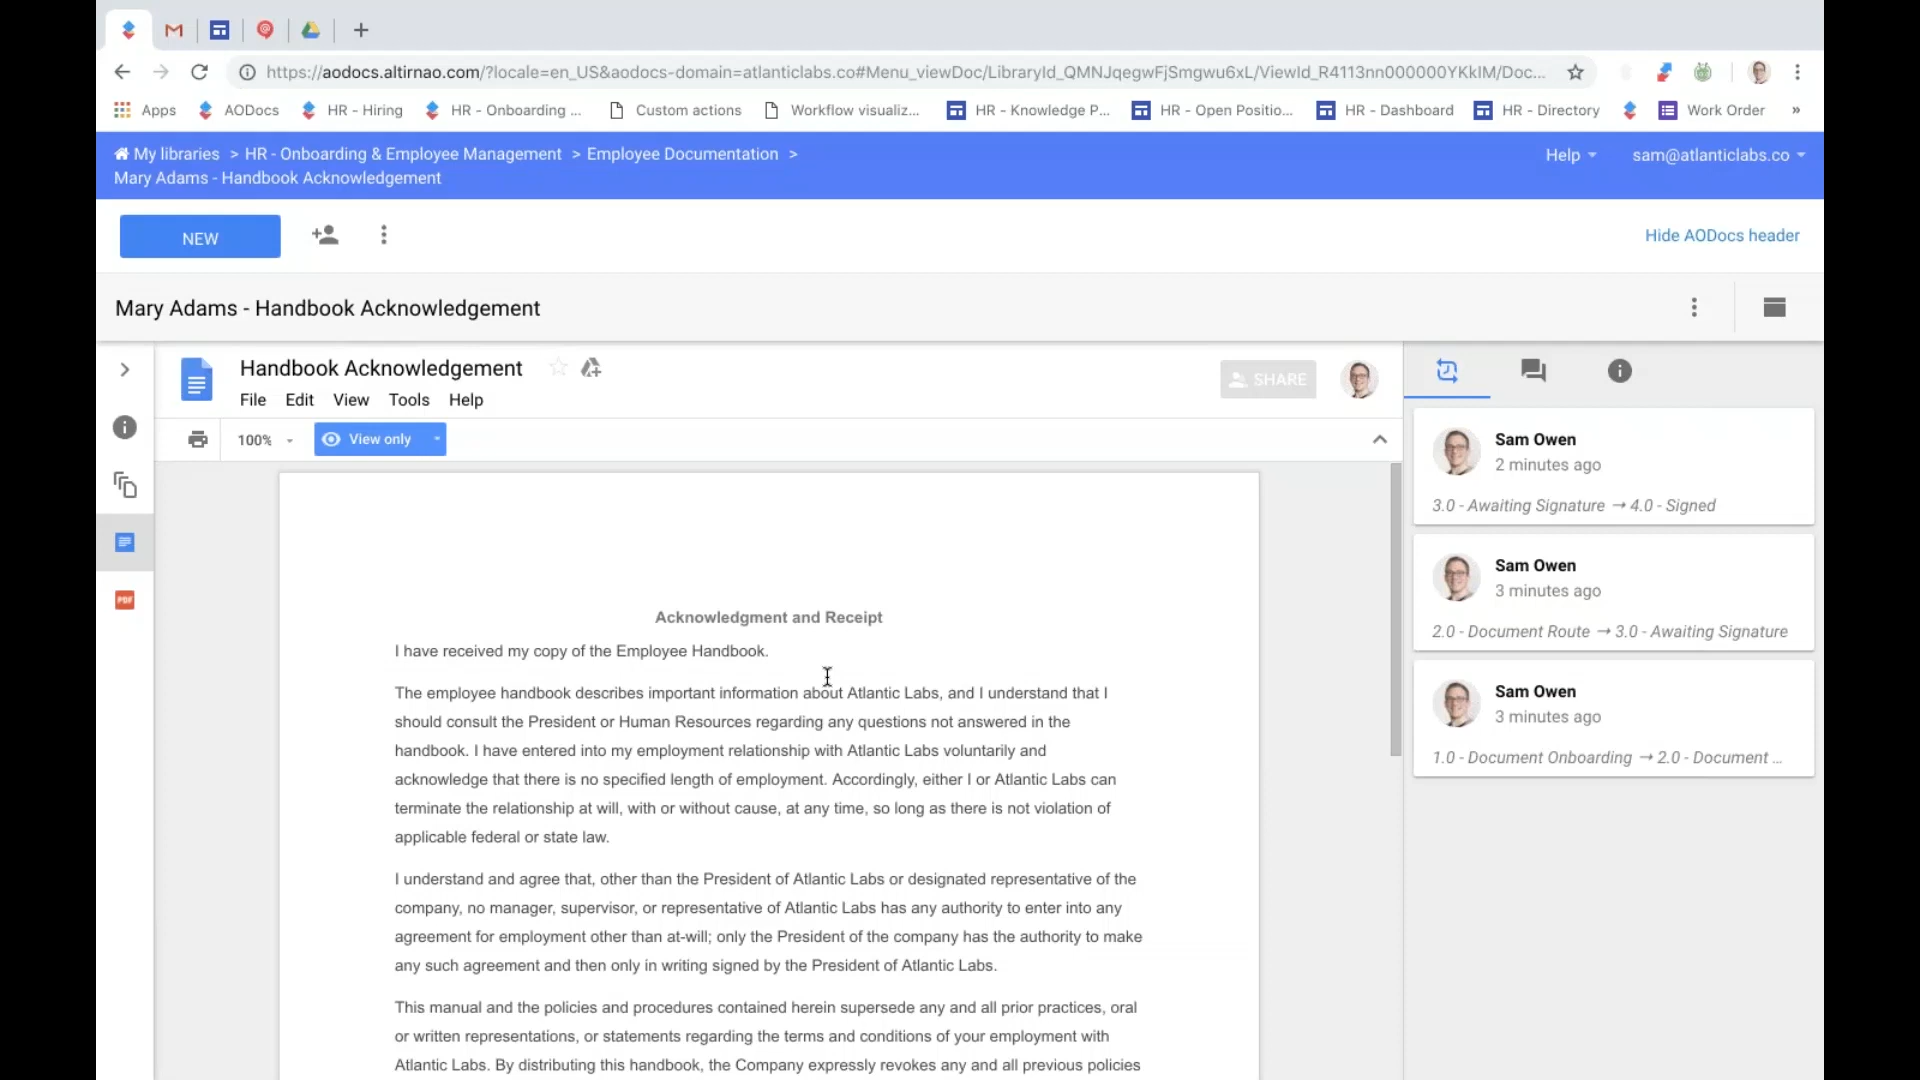 https://aodocs.altirnao.com/?locale=en_US&aodocs-domain=atlanticlabs.co#Menu_viewDoc/LibraryId_QMNJqegwFjSmgwu6xL/ViewId_R4113nn000000YKkIM/Doc...
Apps AODocs HR - Hiring HR - Onboarding ... Custom actions Workflow visualiz... HR - Knowledge P... HR - Open Positio... HR - Dashboard HR - Directory Work Order »
My libraries > HR - Onboarding & Employee Management > Employee Documentation >
Mary Adams - Handbook Acknowledgement
Help sam@atlanticlabs.co
NEW
Hide AODocs header
Mary Adams - Handbook Acknowledgement
Handbook Acknowledgement
SHARE
File Edit View Tools Help
100% View only
PDF
Acknowledgment and Receipt
I have received my copy of the Employee Handbook.
The employee handbook describes important information about Atlantic Labs, and I understand that I
should consult the President or Human Resources regarding any questions not answered in the
handbook. I have entered into my employment relationship with Atlantic Labs voluntarily and
acknowledge that there is no specified length of employment. Accordingly, either I or Atlantic Labs can
terminate the relationship at will, with or without cause, at any time, so long as there is not violation of
applicable federal or state law.
I understand and agree that, other than the President of Atlantic Labs or designated representative of the
company, no manager, supervisor, or representative of Atlantic Labs has any authority to enter into any
agreement for employment other than at-will; only the President of the company has the authority to make
any such agreement and then only in writing signed by the President of Atlantic Labs.
This manual and the policies and procedures contained herein supersede any and all prior practices, oral
or written representations, or statements regarding the terms and conditions of your employment with
Atlantic Labs. By distributing this handbook, the Company expressly revokes any and all previous policies
Sam Owen
2 minutes ago
3.0 - Awaiting Signature → 4.0 - Signed
Sam Owen
3 minutes ago
2.0 - Document Route → 3.0 - Awaiting Signature
Sam Owen
3 minutes ago
1.0 - Document Onboarding → 2.0 - Document ...